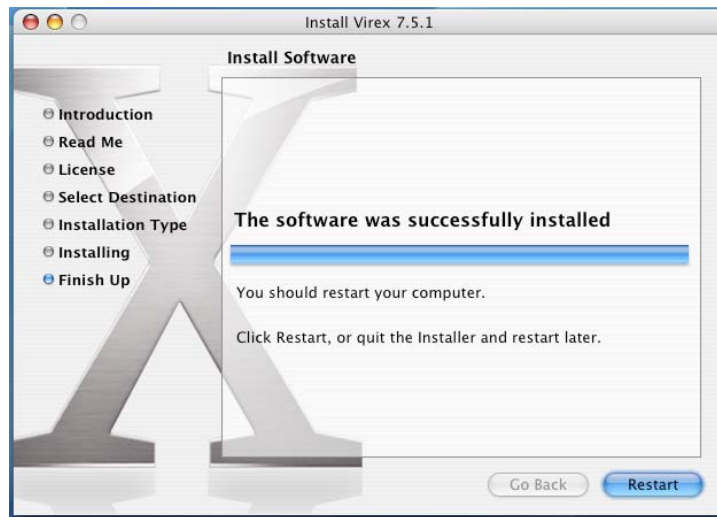 Install Virex 7.5.1
Install Software
Introduction
Read Me
License
Select Destination
Installation Type
Installing
Finish Up
The software was successfully installed
You should restart your computer.
Click Restart, or quit the Installer and restart later.
Go Back
Restart